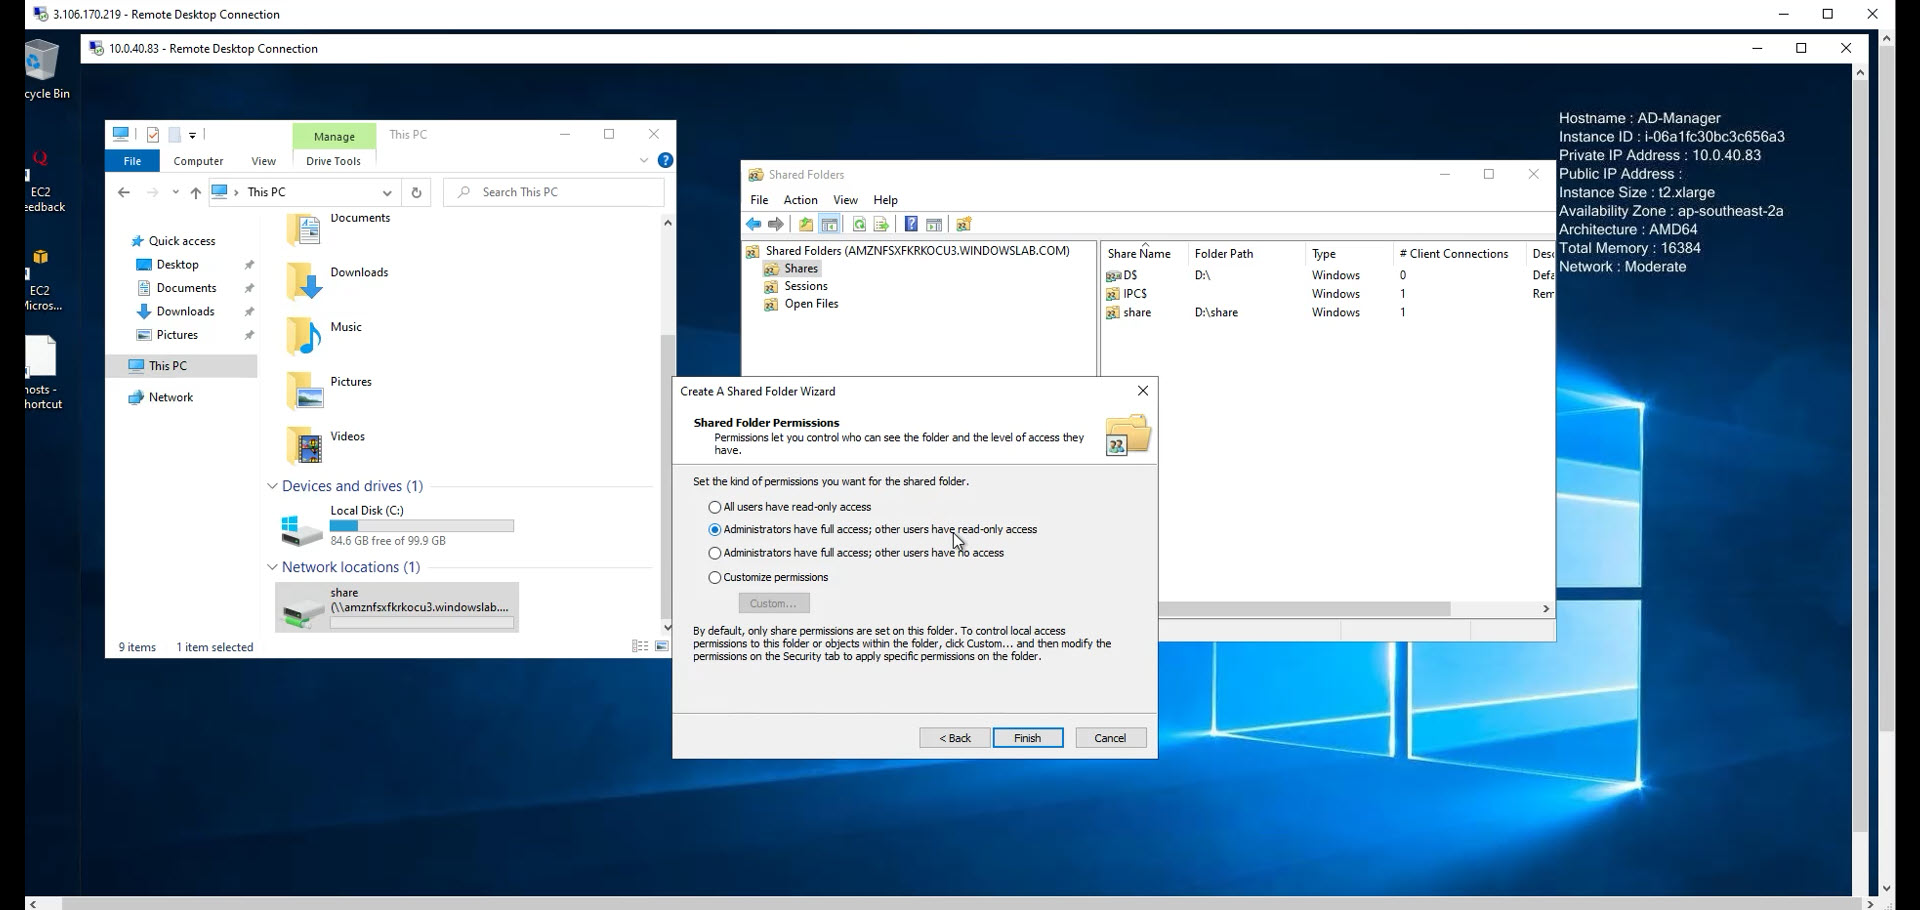 3.106.170.219 - Remote Desktop Connection
10.0.40.83 - Remote Desktop Connection
cycle Bin
EC2
eedback
EC2
Micros...
hosts -
hortcut
Manage
This PC
File
Computer
View
Drive Tools
This PC
Search This PC
Quick access
Desktop
Documents
Downloads
Pictures
This PC
Network
Documents
Downloads
Music
Pictures
Videos
Devices and drives (1)
Local Disk (C:)
84.6 GB free of 99.9 GB
Network locations (1)
share
(\\amznfsxfkrkocu3.windowslab....
9 items
1 item selected
Shared Folders
File
Action
View
Help
Shared Folders (AMZNFSXFKRKOCU3.WINDOWSLAB.COM)
Shares
Sessions
Open Files
Share Name Folder Path Type # Client Connections Desc
D$ D:\ Windows 0 Defa
IPC$ Windows 1 Rem
share D:\share Windows 1
Create A Shared Folder Wizard
Shared Folder Permissions
Permissions let you control who can see the folder and the level of access they
have.
Set the kind of permissions you want for the shared folder.
All users have read-only access
Administrators have full access; other users have read-only access
Administrators have full access; other users have no access
Customize permissions
Custom...
By default, only share permissions are set on this folder. To control local access
permissions to this folder or objects within the folder, click Custom... and then modify the
permissions on the Security tab to apply specific permissions on the folder.
< Back
Finish
Cancel
Hostname : AD-Manager
Instance ID : i-06a1fc30bc3c656a3
Private IP Address : 10.0.40.83
Public IP Address :
Instance Size : t2.xlarge
Availability Zone : ap-southeast-2a
Architecture : AMD64
Total Memory : 16384
Network : Moderate